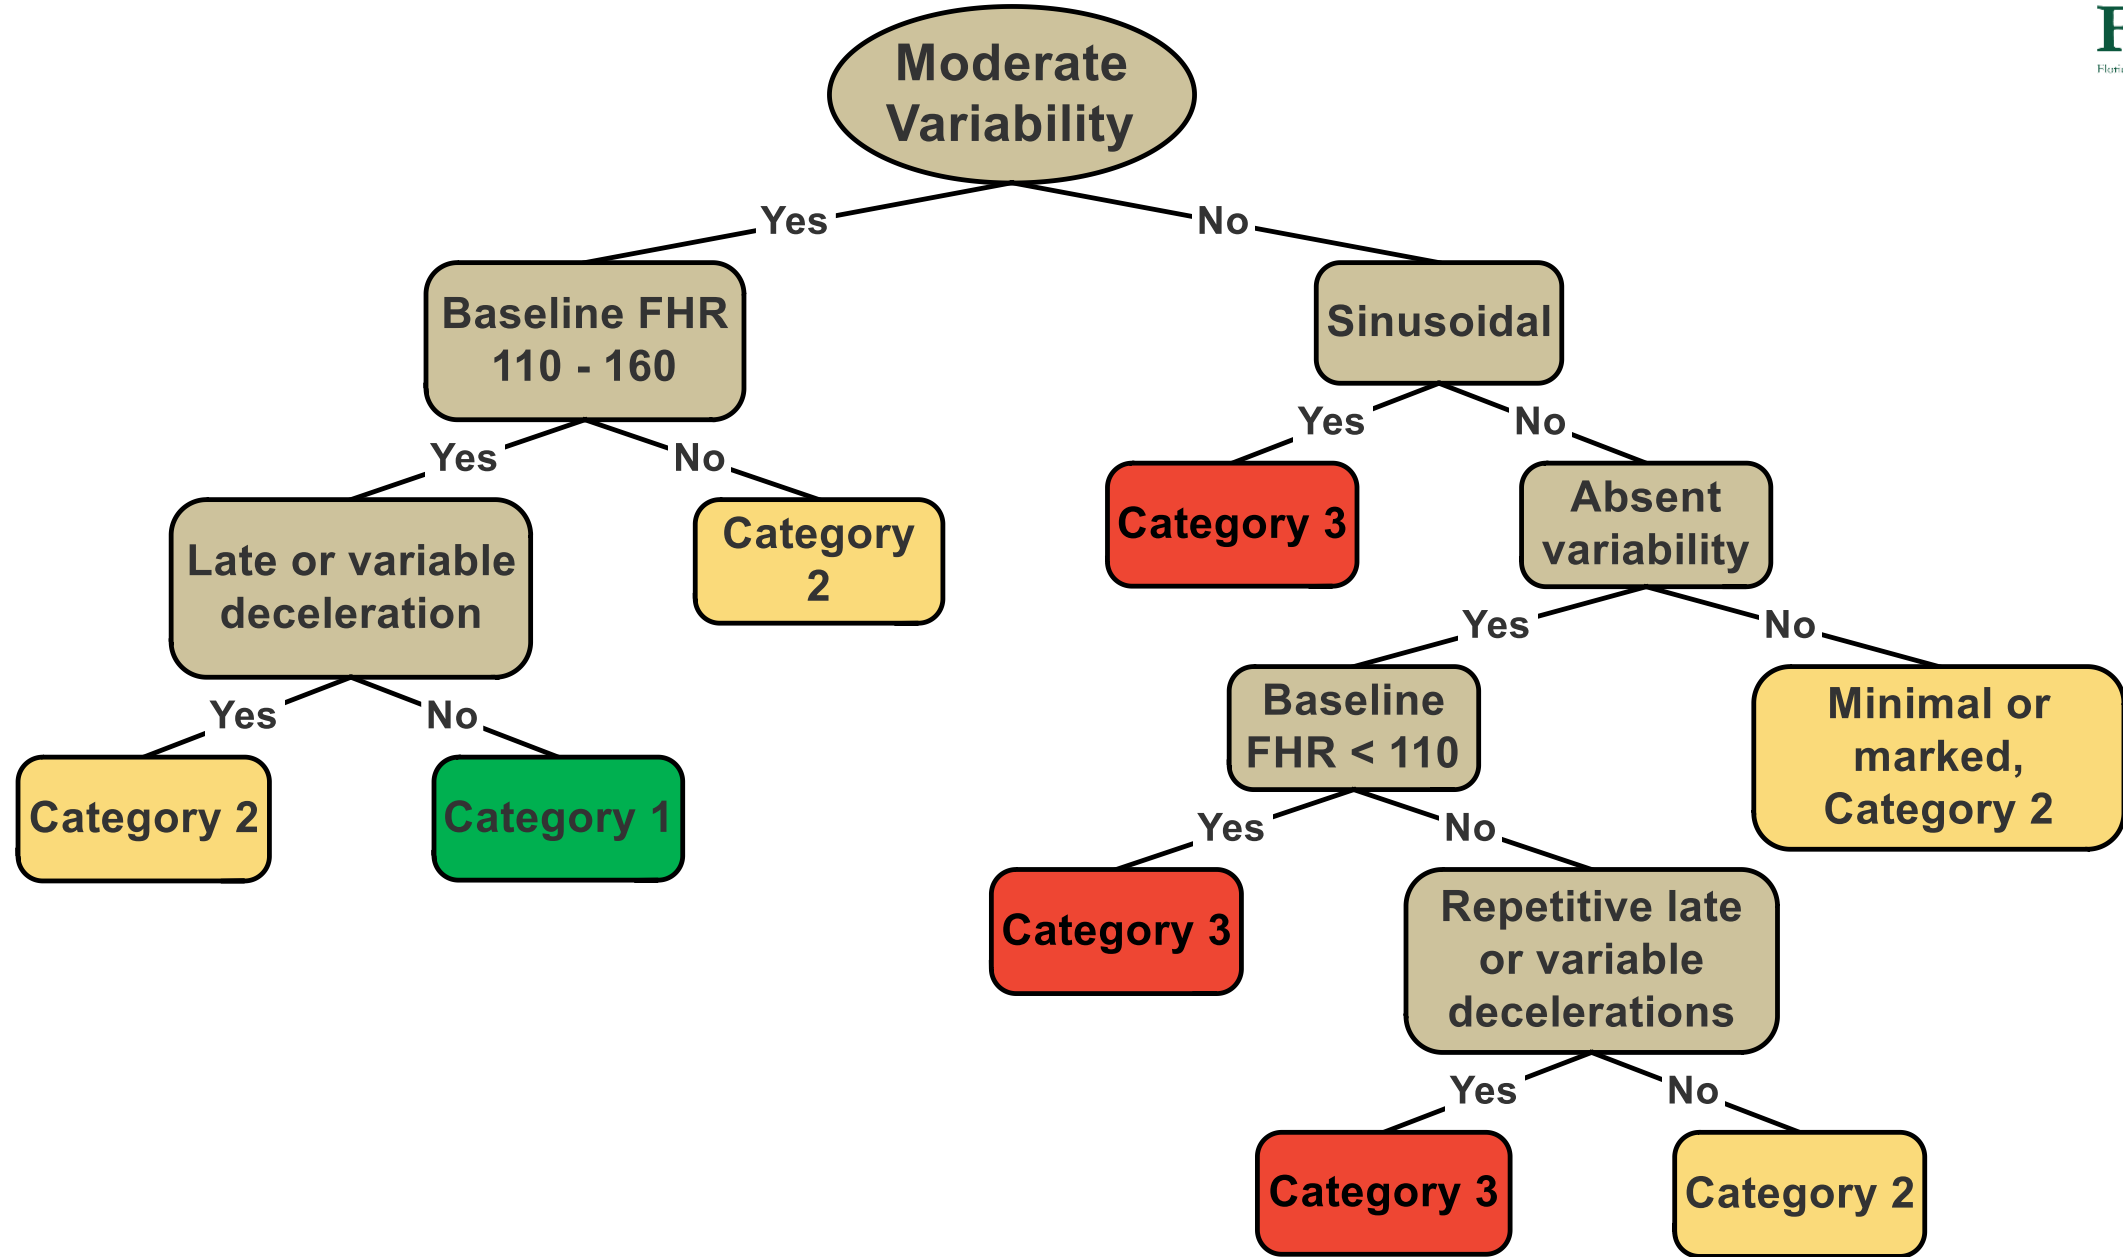 Moderate
Variability
Yes
No
Baseline FHR
110 - 160
Sinusoidal
Yes
No
Yes
No
Late or variable
deceleration
Category
2
Category 3
Absent
variability
Yes
No
Yes
No
Category 2
Category 1
Baseline
FHR < 110
Minimal or
marked,
Category 2
Yes
No
Category 3
Repetitive late
or variable
decelerations
Yes
No
Category 3
Category 2